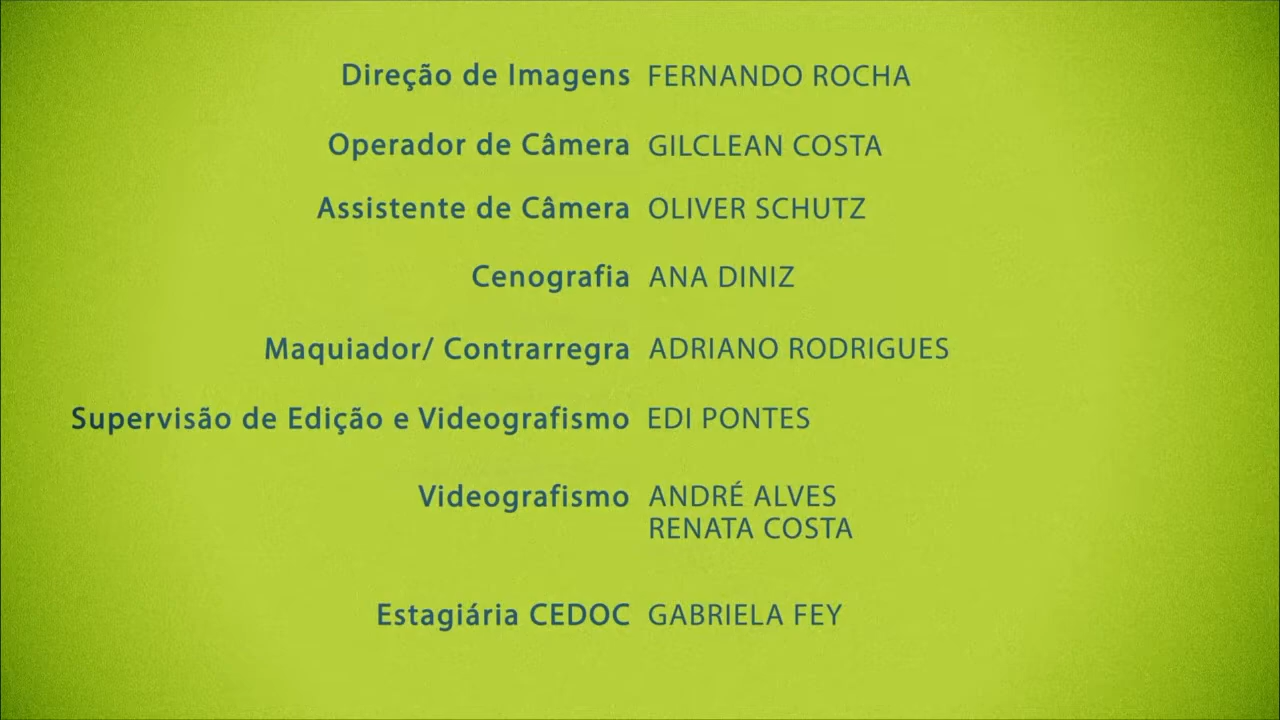 Direção de Imagens FERNANDO ROCHA
Operador de Câmera GILCLEAN COSTA
Assistente de Câmera OLIVER SCHUTZ
Cenografia ANA DINIZ
Maquiador/ Contrarregra ADRIANO RODRIGUES
Supervisão de Edição e Videografismo EDI PONTES
Videografismo ANDRÉ ALVES
RENATA COSTA
Estagiária CEDOC GABRIELA FEY